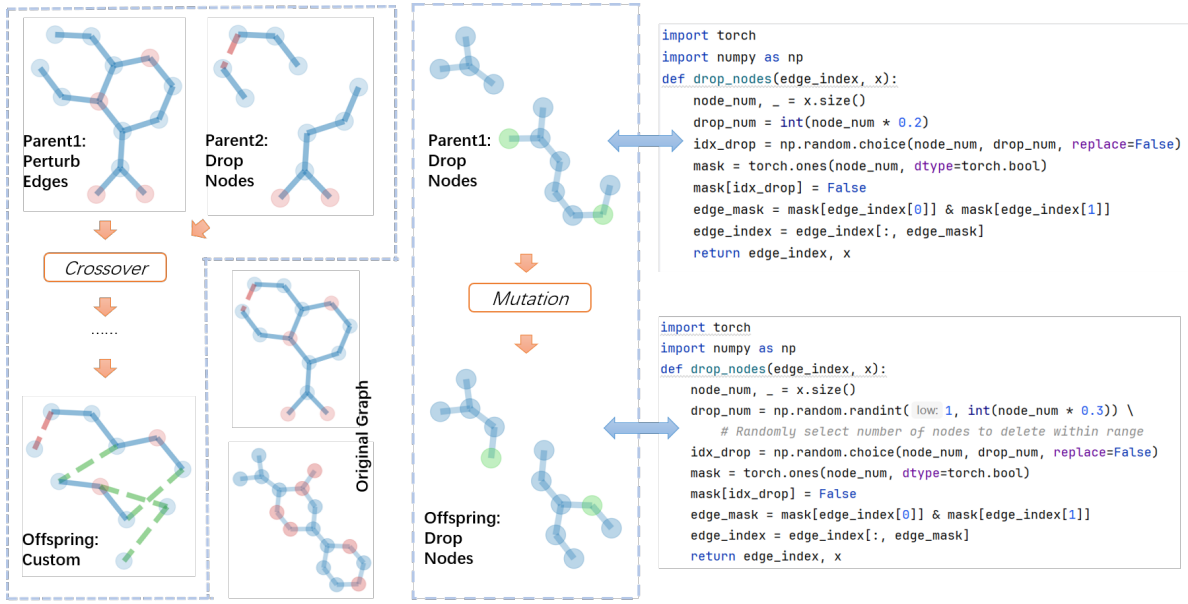 Parent1:
Perturb
Edges
Parent2:
Drop
Nodes
Crossover
......
Offspring:
Custom
Original Graph
Parent1:
Drop
Nodes
Mutation
Offspring:
Drop
Nodes
import torch
import numpy as np
def drop_nodes(edge_index, x):
    node_num, _ = x.size()
    drop_num = int(node_num * 0.2)
    idx_drop = np.random.choice(node_num, drop_num, replace=False)
    mask = torch.ones(node_num, dtype=torch.bool)
    mask[idx_drop] = False
    edge_mask = mask[edge_index[0]] & mask[edge_index[1]]
    edge_index = edge_index[:, edge_mask]
    return edge_index, x
import torch
import numpy as np
def drop_nodes(edge_index, x):
    node_num, _ = x.size()
    drop_num = np.random.randint( low: 1, int(node_num * 0.3)) \
        # Randomly select number of nodes to delete within range
    idx_drop = np.random.choice(node_num, drop_num, replace=False)
    mask = torch.ones(node_num, dtype=torch.bool)
    mask[idx_drop] = False
    edge_mask = mask[edge_index[0]] & mask[edge_index[1]]
    edge_index = edge_index[:, edge_mask]
    return edge_index, x